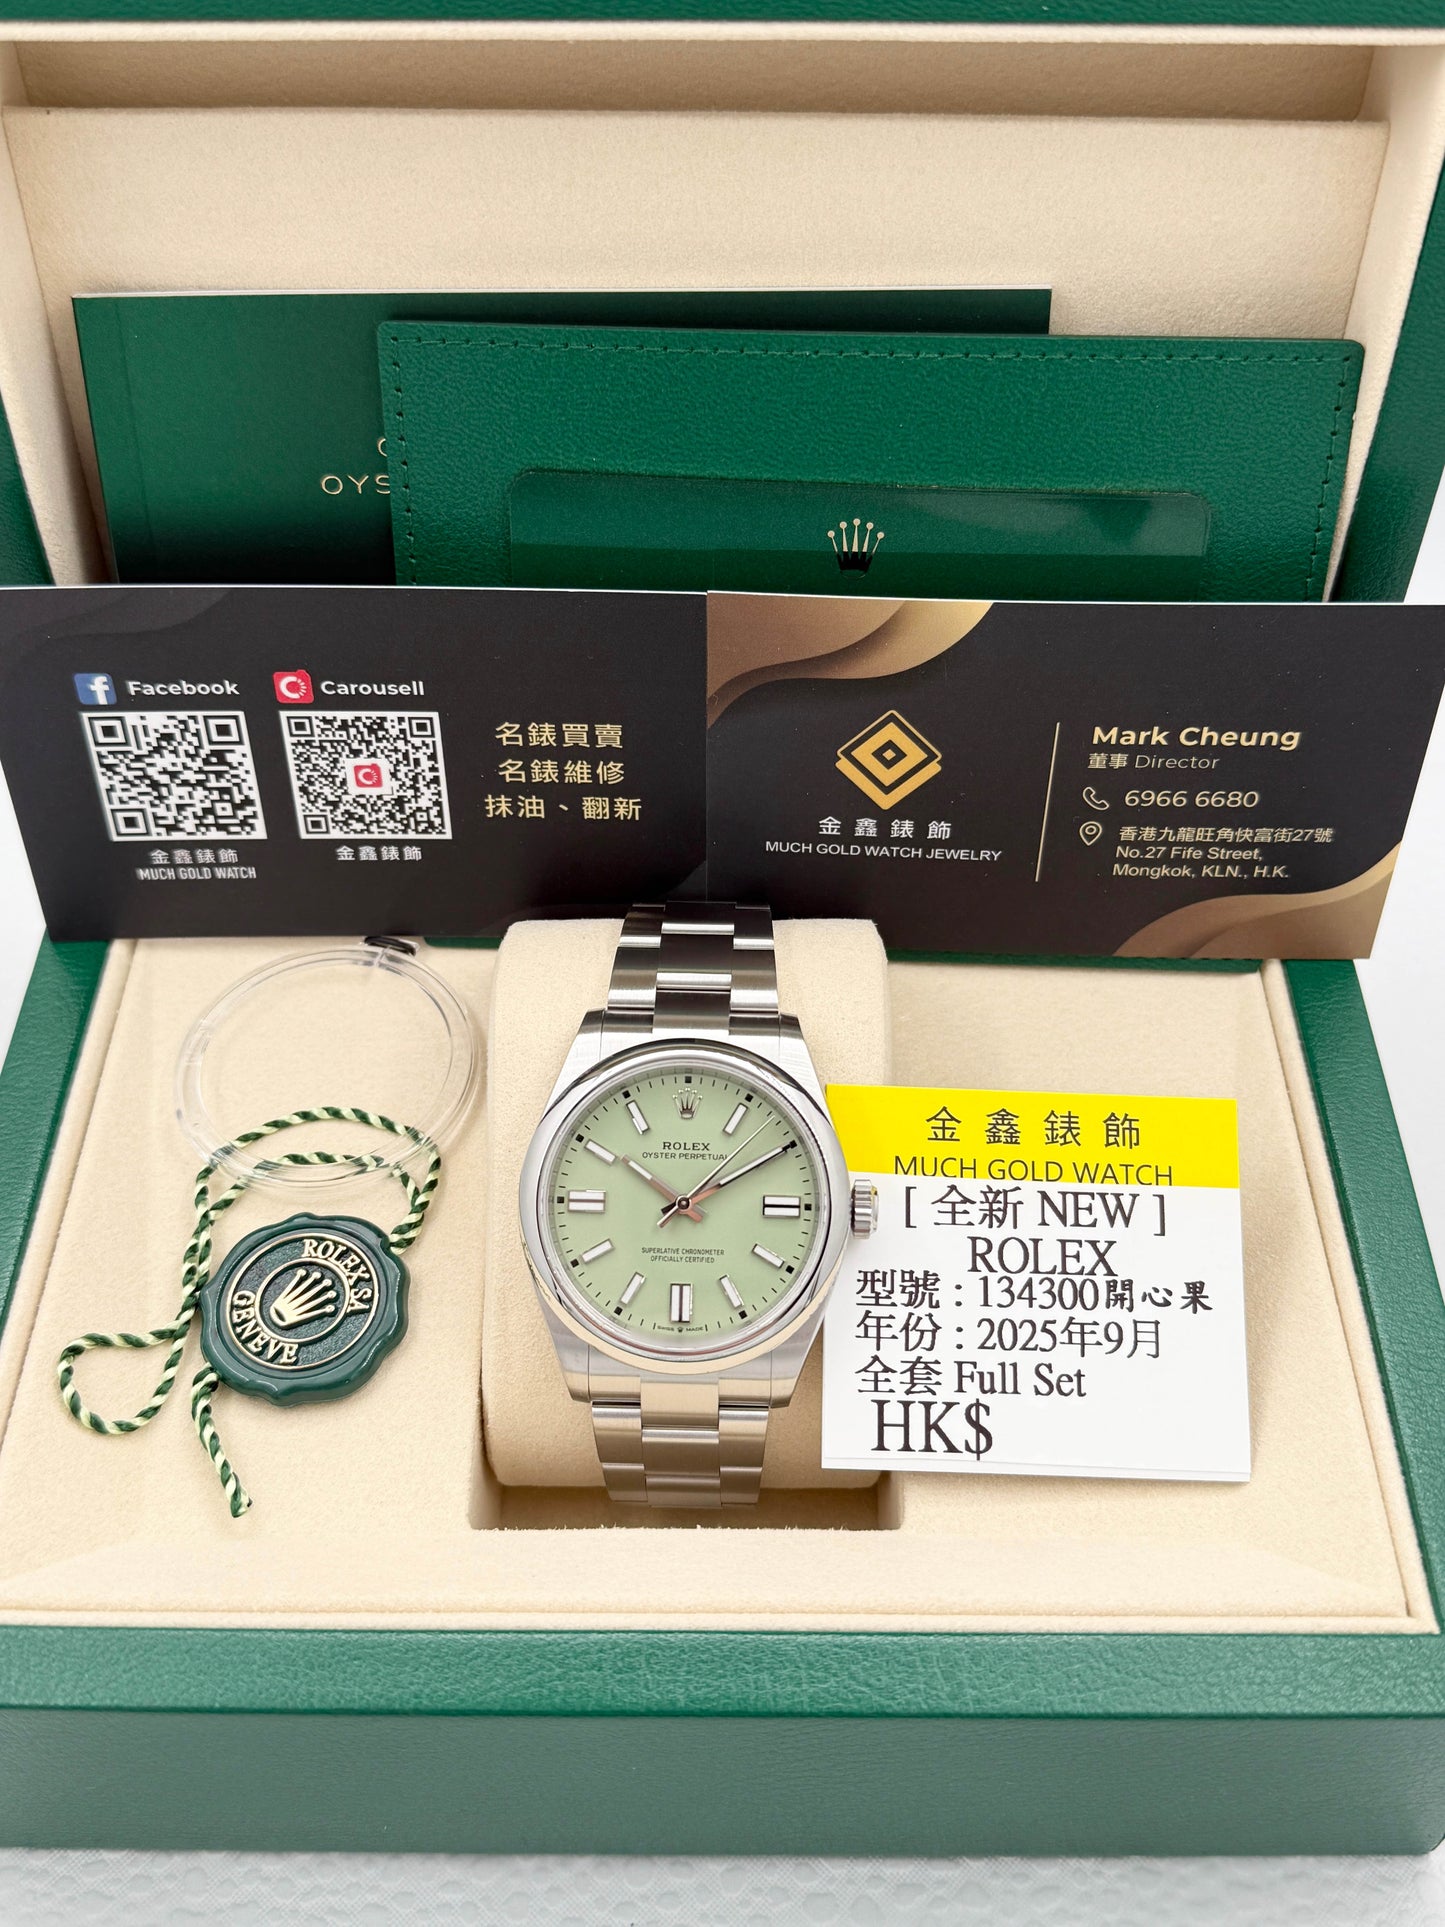 OYS
Facebook
Carousell
金鑫錶飾
MUCH GOLD WATCH
金鑫錶飾
名錶買賣
名錶維修
抹油、翻新
金鑫錶飾
MUCH GOLD WATCH JEWELRY
Mark Cheung
董事 Director
6966 6680
香港九龍旺角快富街27號
No.27 Fife Street,
Mongkok, KLN., H.K.
ROLEX
OYSTER PERPETUAL
SUPERLATIVE CHRONOMETER
OFFICIALLY CERTIFIED
SWISS MADE
ROLEX SA
GENEVE
金鑫錶飾
MUCH GOLD WATCH
[ 全新 NEW ]
ROLEX
型號 : 134300開心果
年份 : 2025年9月
全套 Full Set
HK$